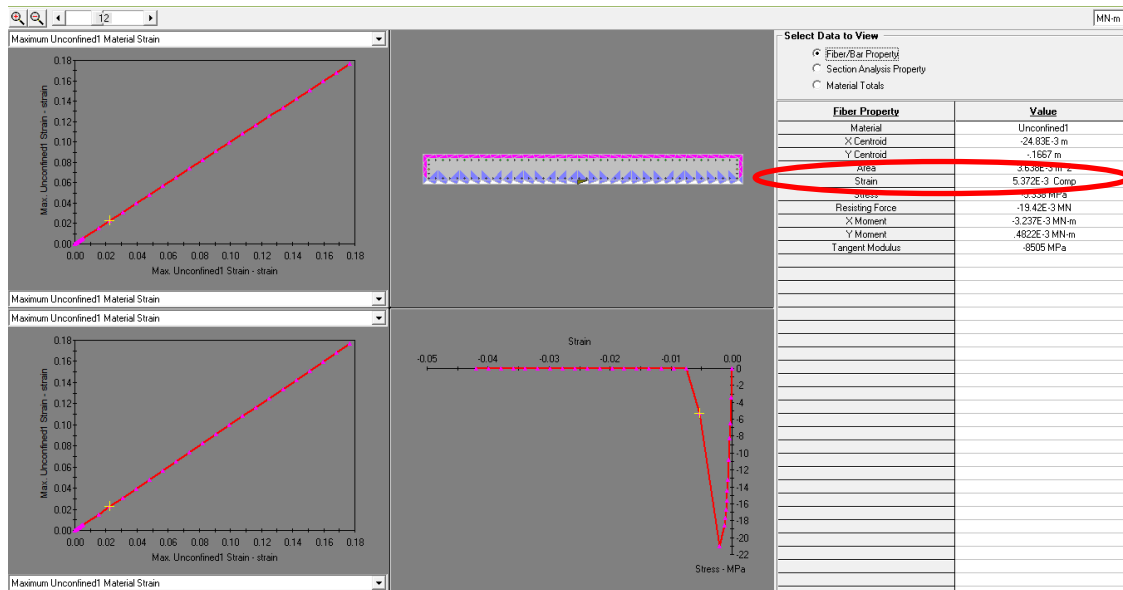 12
MN-m
Maximum Unconfined1 Material Strain
0.18
0.16
0.14
0.12
0.10
0.08
0.06
0.04
0.02
0.00
Max. Unconfined1 Strain - strain
0.00 0.02 0.04 0.06 0.08 0.10 0.12 0.14 0.16 0.18
Max. Unconfined1 Strain - strain
Maximum Unconfined1 Material Strain
Maximum Unconfined1 Material Strain
0.18
0.16
0.14
0.12
0.10
0.08
0.06
0.04
0.02
0.00
Max. Unconfined1 Strain - strain
0.00 0.02 0.04 0.06 0.08 0.10 0.12 0.14 0.16 0.18
Max. Unconfined1 Strain - strain
Maximum Unconfined1 Material Strain
Strain
-0.05 -0.04 -0.03 -0.02 -0.01 0.00
0
-2
-4
-6
-8
-10
-12
-14
-16
-18
-20
-22
Stress - MPa
Select Data to View
Fiber/Bar Property
Section Analysis Property
Material Totals
Fiber Property Value
Material Unconfined1
X Centroid -24.83E-3 m
Y Centroid -.1667 m
Area 3.638E-3 m^2
Strain 5.372E-3 Comp
Stress -5.338 MPa
Resisting Force -19.42E-3 MN
X Moment -3.237E-3 MN-m
Y Moment .4822E-3 MN-m
Tangent Modulus -8505 MPa